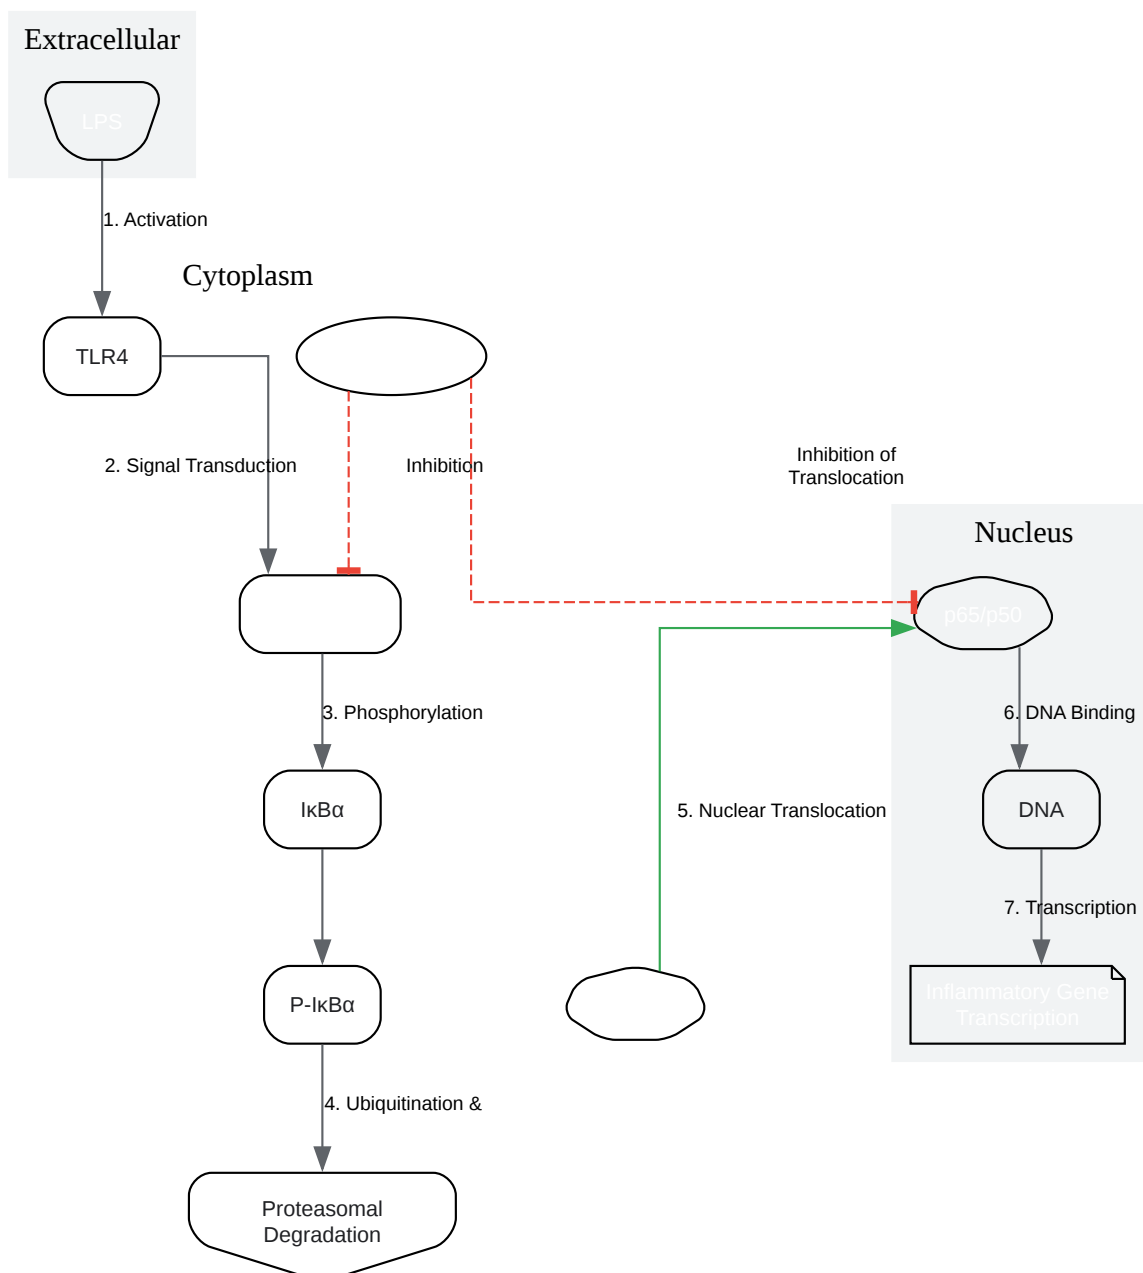 Extracellular
LPS
1. Activation
Cytoplasm
TLR4
2. Signal Transduction
Inhibition
Inhibition of
Translocation
Nucleus
p65/p50
3. Phosphorylation
6. DNA Binding
IκBα
5. Nuclear Translocation
DNA
7. Transcription
P-IκBα
Inflammatory Gene
Transcription
4. Ubiquitination &
Proteasomal
Degradation